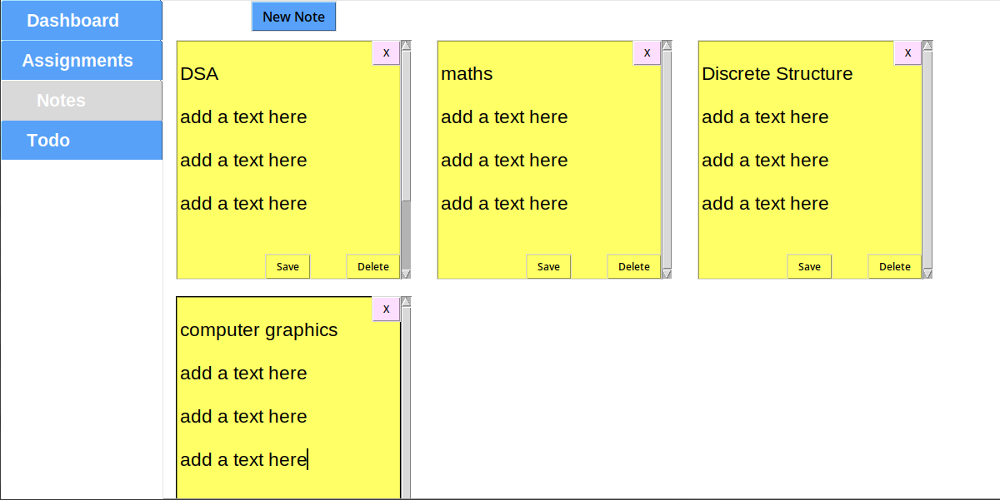 Dashboard
Assignments
Notes
Todo
New Note
X
DSA
add a text here
add a text here
add a text here
Save
Delete
X
maths
add a text here
add a text here
add a text here
Save
Delete
X
Discrete Structure
add a text here
add a text here
add a text here
Save
Delete
X
computer graphics
add a text here
add a text here
add a text here